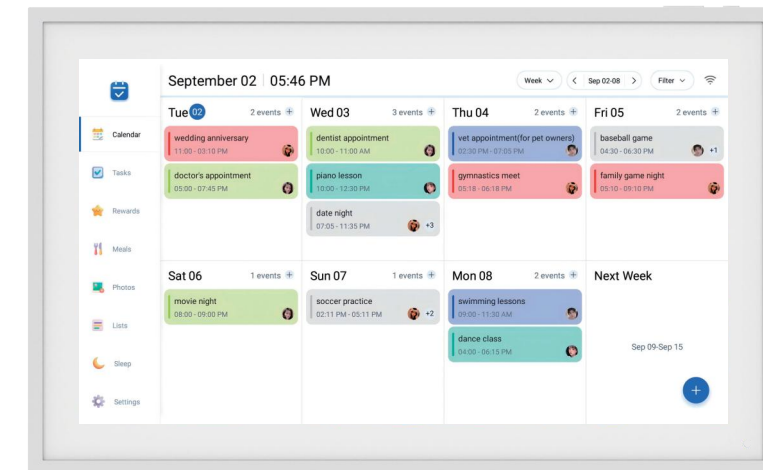 September 02 05:46 PM
Week
Sep 02-08
Filter
Calendar
Tasks
Rewards
Meals
Photos
Lists
Sleep
Settings
Tue 02
2 events +
wedding anniversary
11:00 - 03:10 PM
doctor's appointment
05:00 - 07:45 PM
Wed 03
3 events +
dentist appointment
10:00 - 11:00 AM
piano lesson
10:00 - 12:30 PM
date night
07:05 - 11:35 PM
+3
Thu 04
2 events +
vet appointment(for pet owners)
02:30 PM - 07:05 PM
gymnastics meet
05:18 - 06:18 PM
Fri 05
2 events +
baseball game
04:30 - 06:30 PM
+1
family game night
05:10 - 09:10 PM
Sat 06
1 events +
movie night
08:00 - 09:00 PM
Sun 07
1 events +
soccer practice
02:11 PM - 05:11 PM
+2
Mon 08
2 events +
swimming lessons
09:00 - 11:30 AM
dance class
04:00 - 06:15 PM
Next Week
Sep 09-Sep 15
+